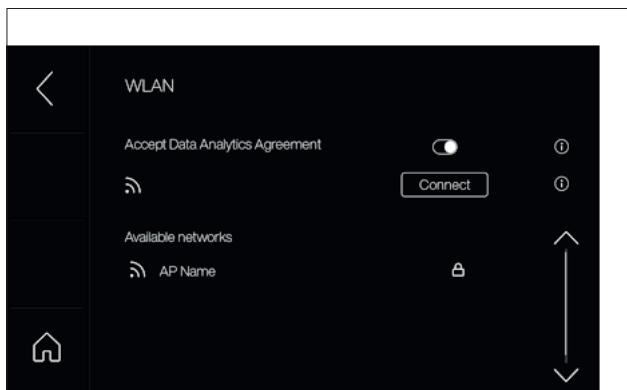 WLAN
Accept Data Analytics Agreement
Connect
Available networks
AP Name